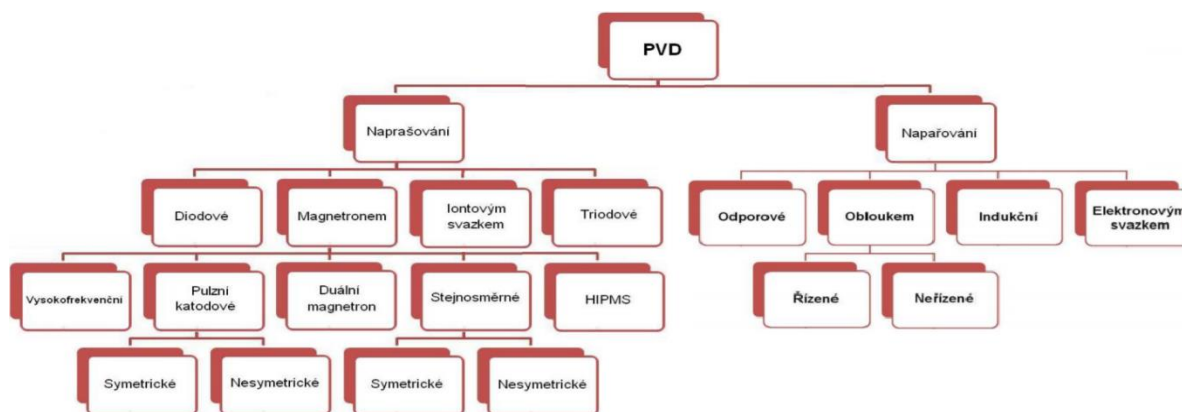 PVD
Naprašování
Napařování
Diodové
Magnetronem
Iontovým
svazkem
Triodové
Odporové
Obloukem
Indukční
Elektronovým
svazkem
Vysokofrekvenční
Pulzní
katodové
Duální
magnetron
Stejnosměrné
HIPMS
Řízené
Neřízené
Symetrické
Nesymetrické
Symetrické
Nesymetrické